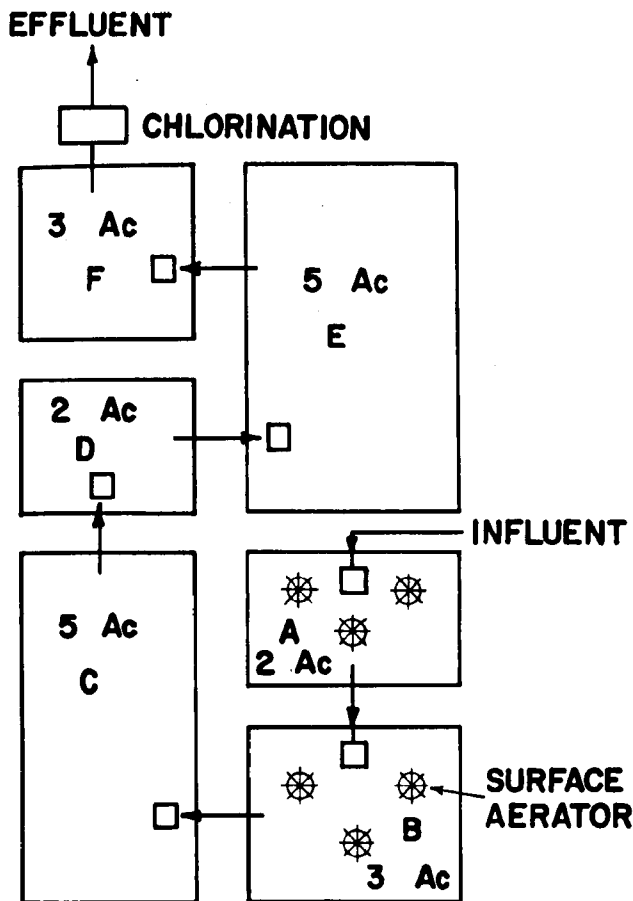 EFFLUENT
CHLORINATION
3 Ac
F
5 Ac
E
2 Ac
D
INFLUENT
A
2 Ac
5 Ac
C
SURFACE
AERATOR
B
3 Ac